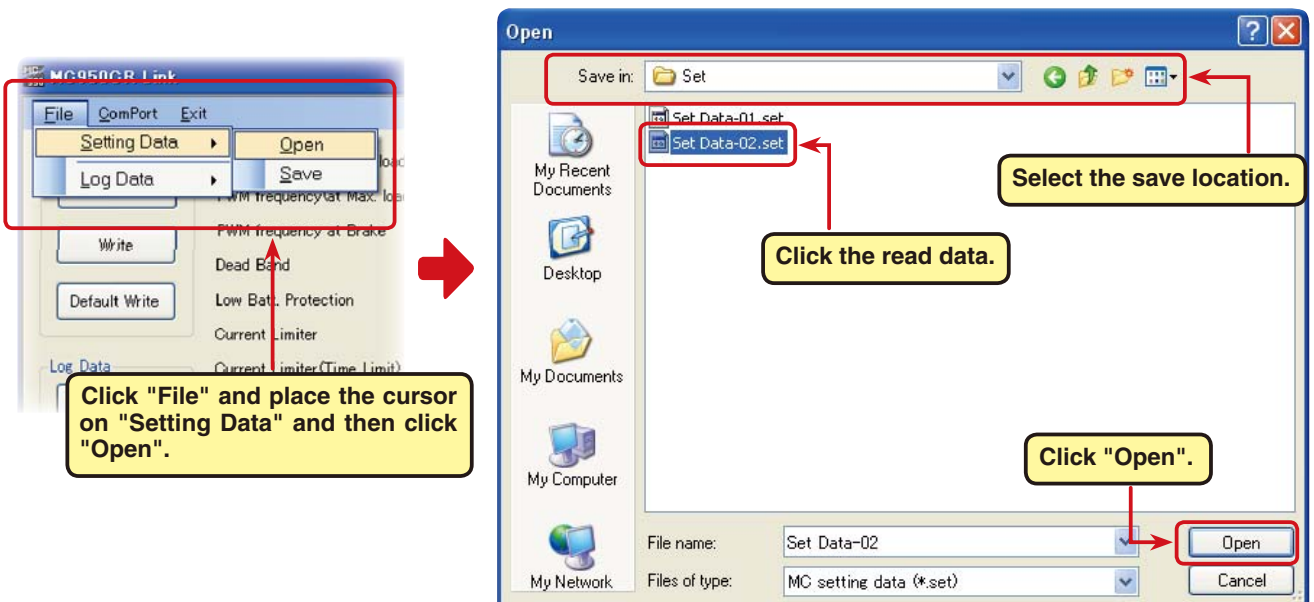 MC950CR Link
File ComPort Exit
Setting Data
Open
Log Data
Save
PWM frequency(at Max. loa
PWM frequency at Brake
Write
Dead Band
Default Write
Low Batt. Protection
Current Limiter
Log Data
Current Limiter(Time Limit)
Click "File" and place the cursor
on "Setting Data" and then click
"Open".
Open
Save in:
Set
Set Data-01.set
Set Data-02.set
Select the save location.
Click the read data.
My Recent
Documents
Desktop
My Documents
My Computer
My Network
Click "Open".
File name:
Set Data-02
Open
Files of type:
MC setting data (*.set)
Cancel